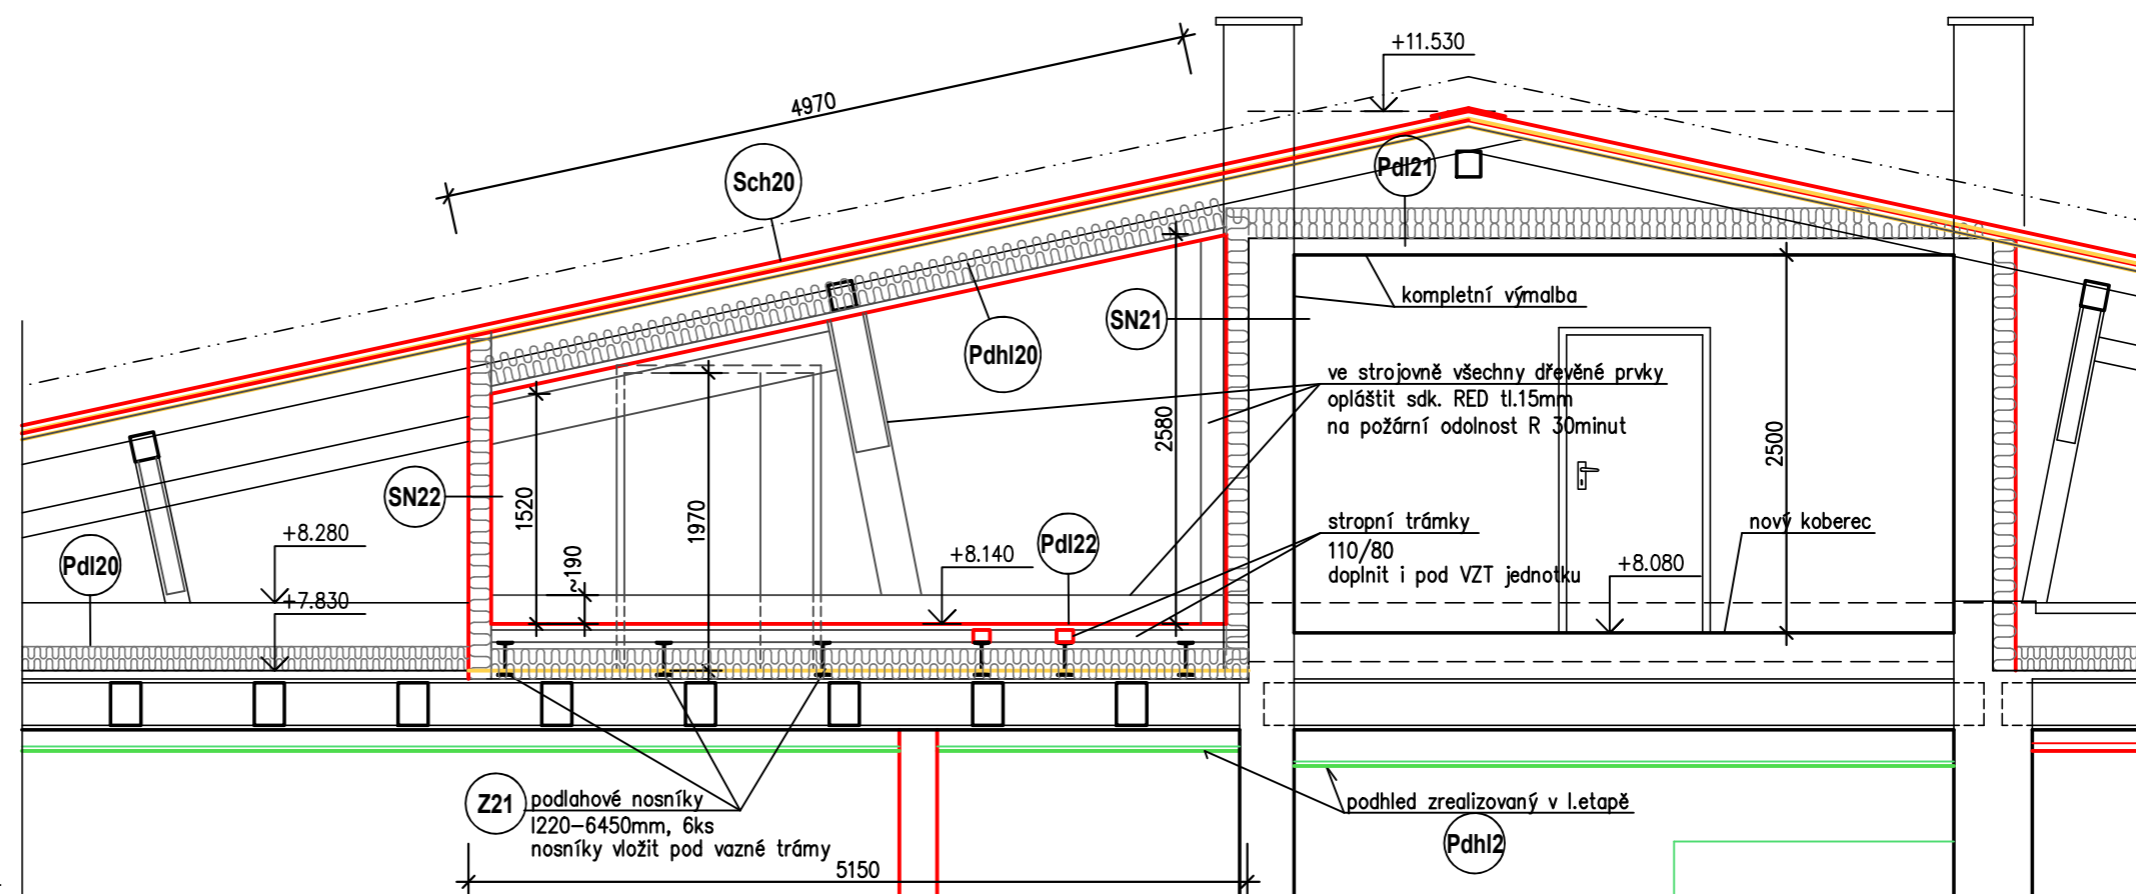 +11.530
4970
Sch20
Pdl21
kompletní výmalba
SN21
Pdhl20
ve strojovně všechny dřevěné prvky
opláštit sdk. RED tl.15mm
na požární odolnost R 30minut
2580
2500
SN22
1520
1970
~190
stropní trámky
110/80
doplnit i pod VZT jednotku
nový koberec
+8.280
Pdl20
+7.830
+8.140
Pdl22
+8.080
Z21
podlahové nosníky
I220-6450mm, 6ks
nosníky vložit pod vazné trámy
podhled zrealizovaný v I.etapě
Pdhl2
5150